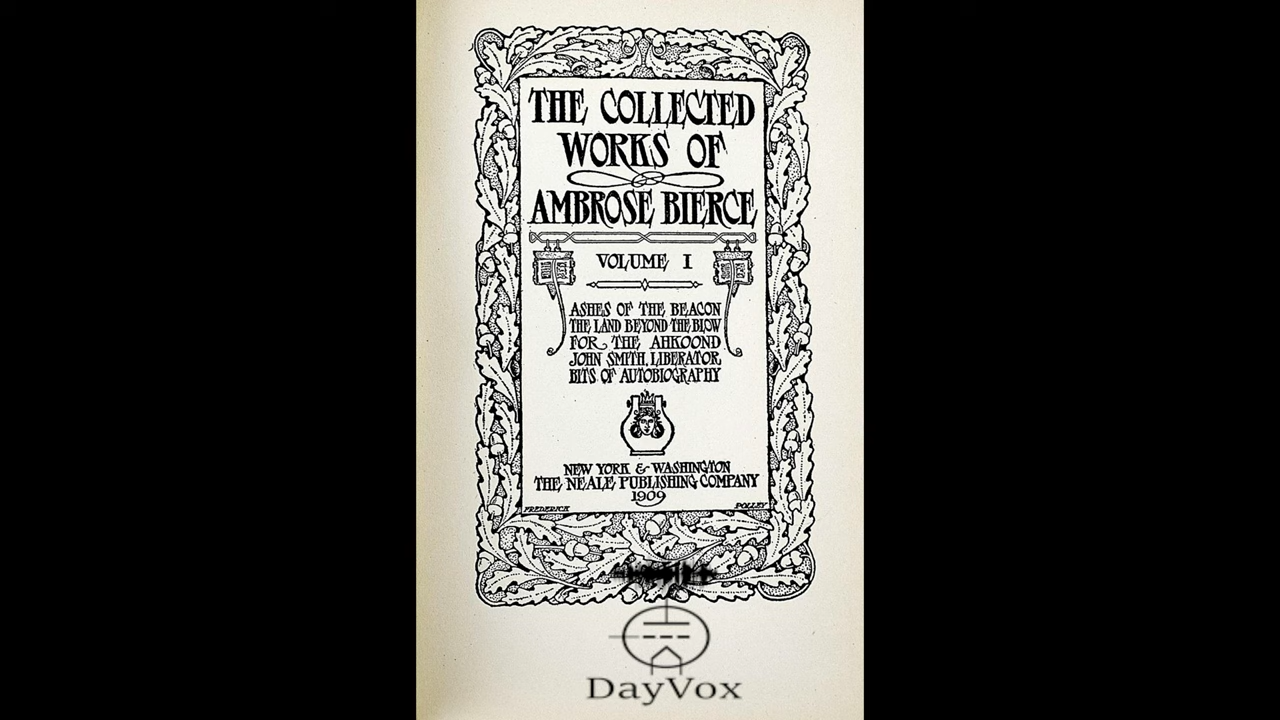 THE COLLECTED
WORKS OF
AMBROSE BIERCE
VOLUME I
ASHES OF THE BEACON
THE LAND BEYOND THE BLOW
FOR THE AHKOOND
JOHN SMITH, LIBERATOR
BITS OF AUTOBIOGRAPHY
NEW YORK & WASHINGTON
THE NEALE PUBLISHING COMPANY
1909
FREDERICK POLLEY
DayVox